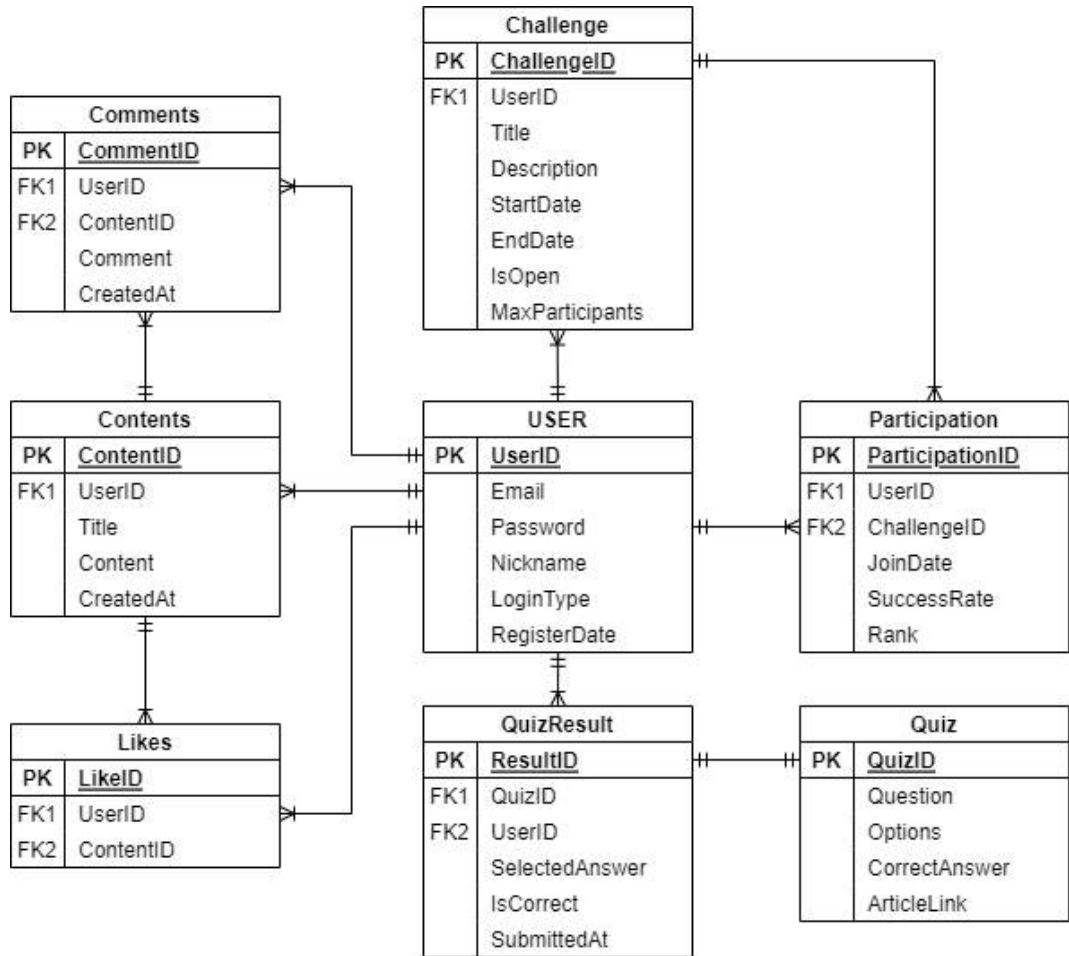 Challenge
PK ChallengeID
FK1 UserID
Title
Description
StartDate
EndDate
IsOpen
MaxParticipants
Comments
PK CommentID
FK1 UserID
FK2 ContentID
Comment
CreatedAt
Contents
PK ContentID
FK1 UserID
Title
Content
CreatedAt
USER
PK UserID
Email
Password
Nickname
LoginType
RegisterDate
Participation
PK ParticipationID
FK1 UserID
FK2 ChallengeID
JoinDate
SuccessRate
Rank
Likes
PK LikeID
FK1 UserID
FK2 ContentID
QuizResult
PK ResultID
FK1 QuizID
FK2 UserID
SelectedAnswer
IsCorrect
SubmittedAt
Quiz
PK QuizID
Question
Options
CorrectAnswer
ArticleLink